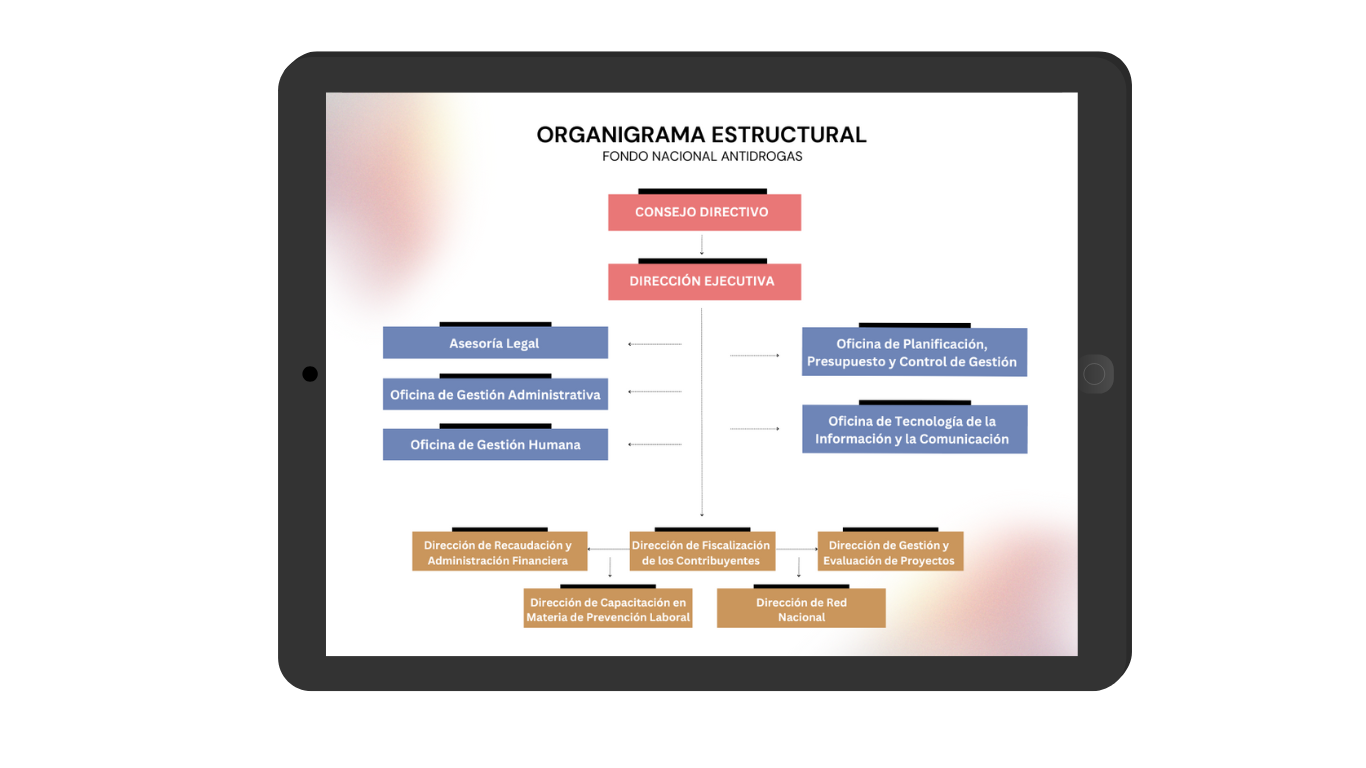 ORGANIGRAMA ESTRUCTURAL
FONDO NACIONAL ANTIDROGAS
CONSEJO DIRECTIVO
DIRECCIÓN EJECUTIVA
Asesoría Legal
Oficina de Gestión Administrativa
Oficina de Gestión Humana
Oficina de Planificación,
Presupuesto y Control de Gestión
Oficina de Tecnología de la
Información y la Comunicación
Dirección de Recaudación y
Administración Financiera
Dirección de Fiscalización
de los Contribuyentes
Dirección de Gestión y
Evaluación de Proyectos
Dirección de Capacitación en
Materia de Prevención Laboral
Dirección de Red
Nacional